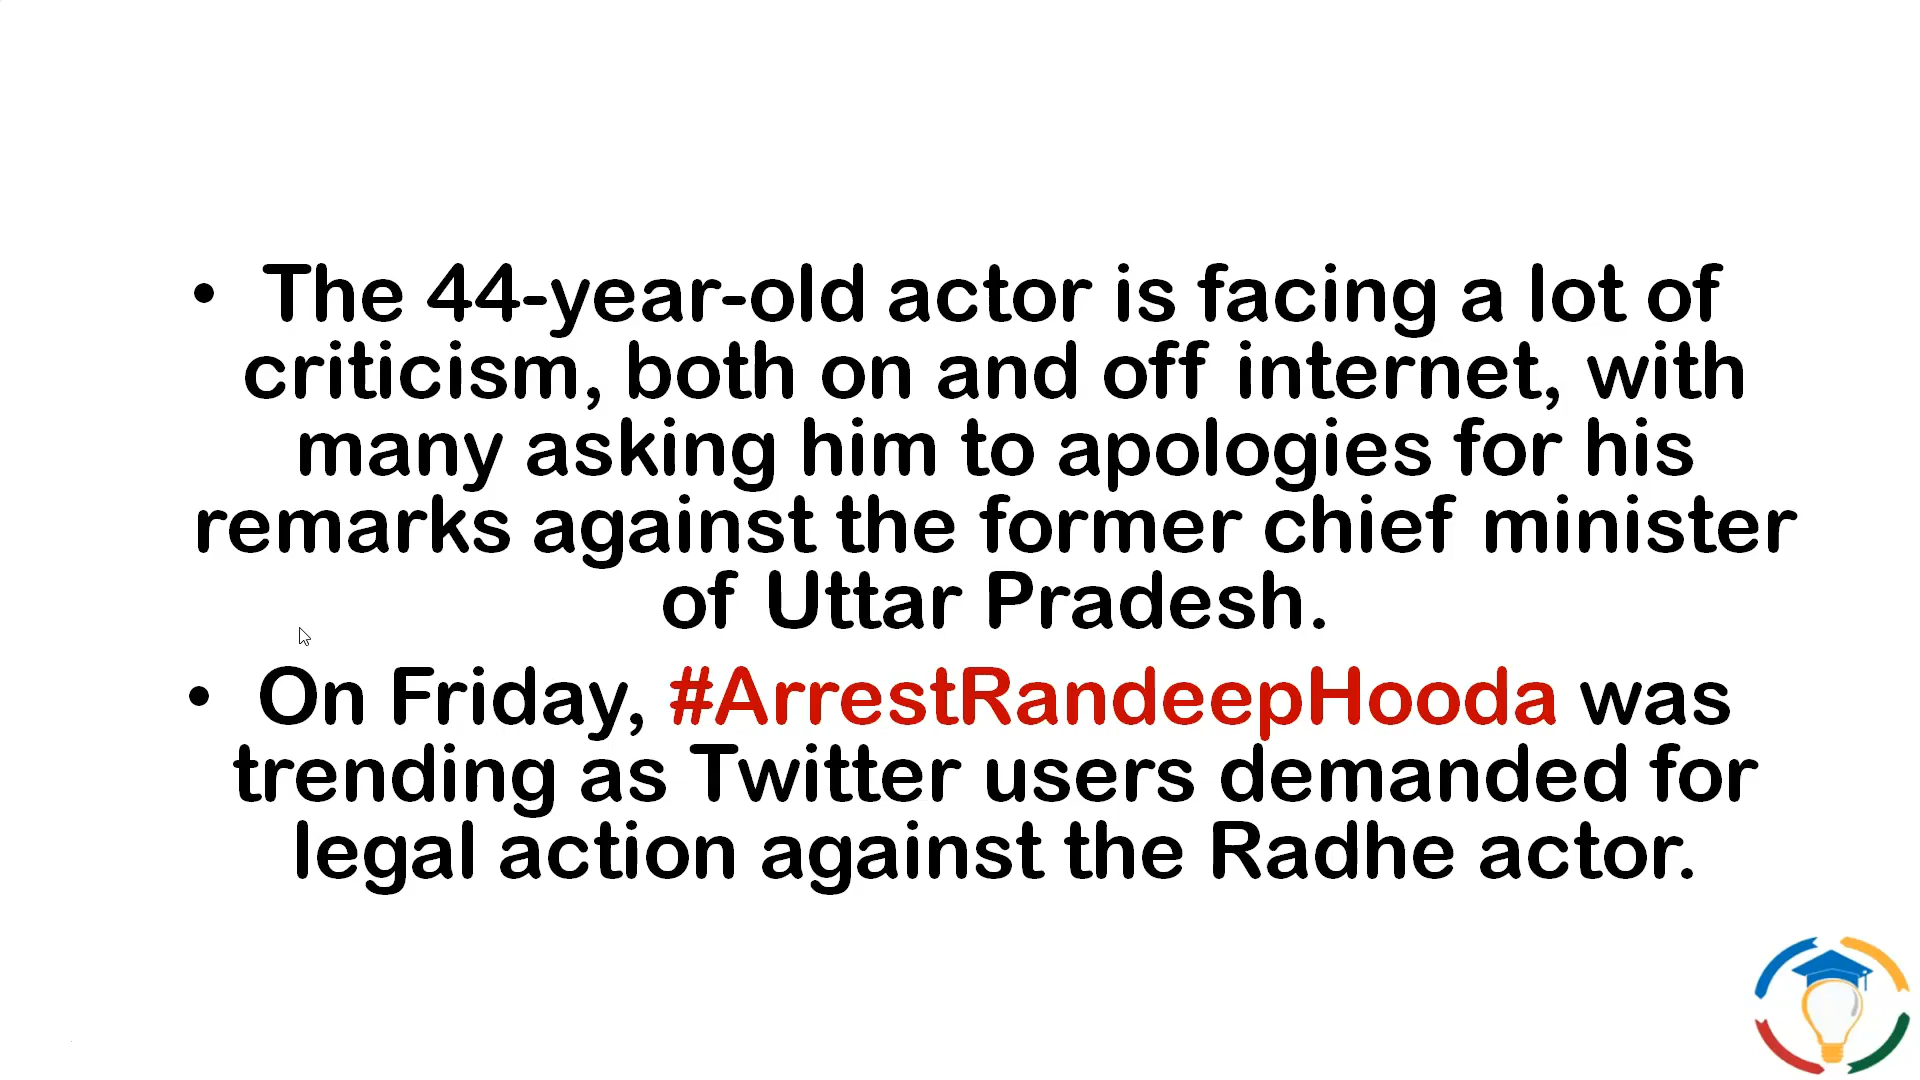 • The 44-year-old actor is facing a lot of
criticism, both on and off internet, with
many asking him to apologies for his
remarks against the former chief minister
of Uttar Pradesh.
• On Friday, #ArrestRandeepHooda was
trending as Twitter users demanded for
legal action against the Radhe actor.